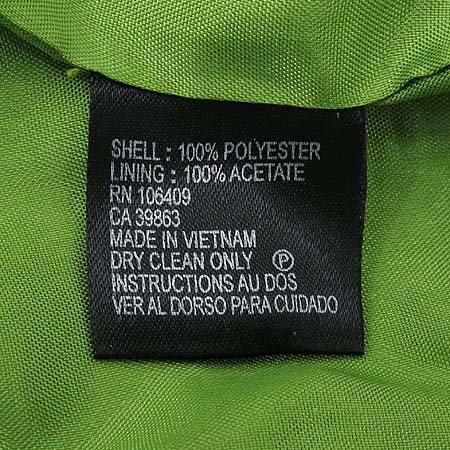 SHELL : 100% POLYESTER
LINING : 100% ACETATE
RN 106409
CA 39863
MADE IN VIETNAM
DRY CLEAN ONLY Ⓟ
INSTRUCTIONS AU DOS
VER AL DORSO PARA CUIDADO